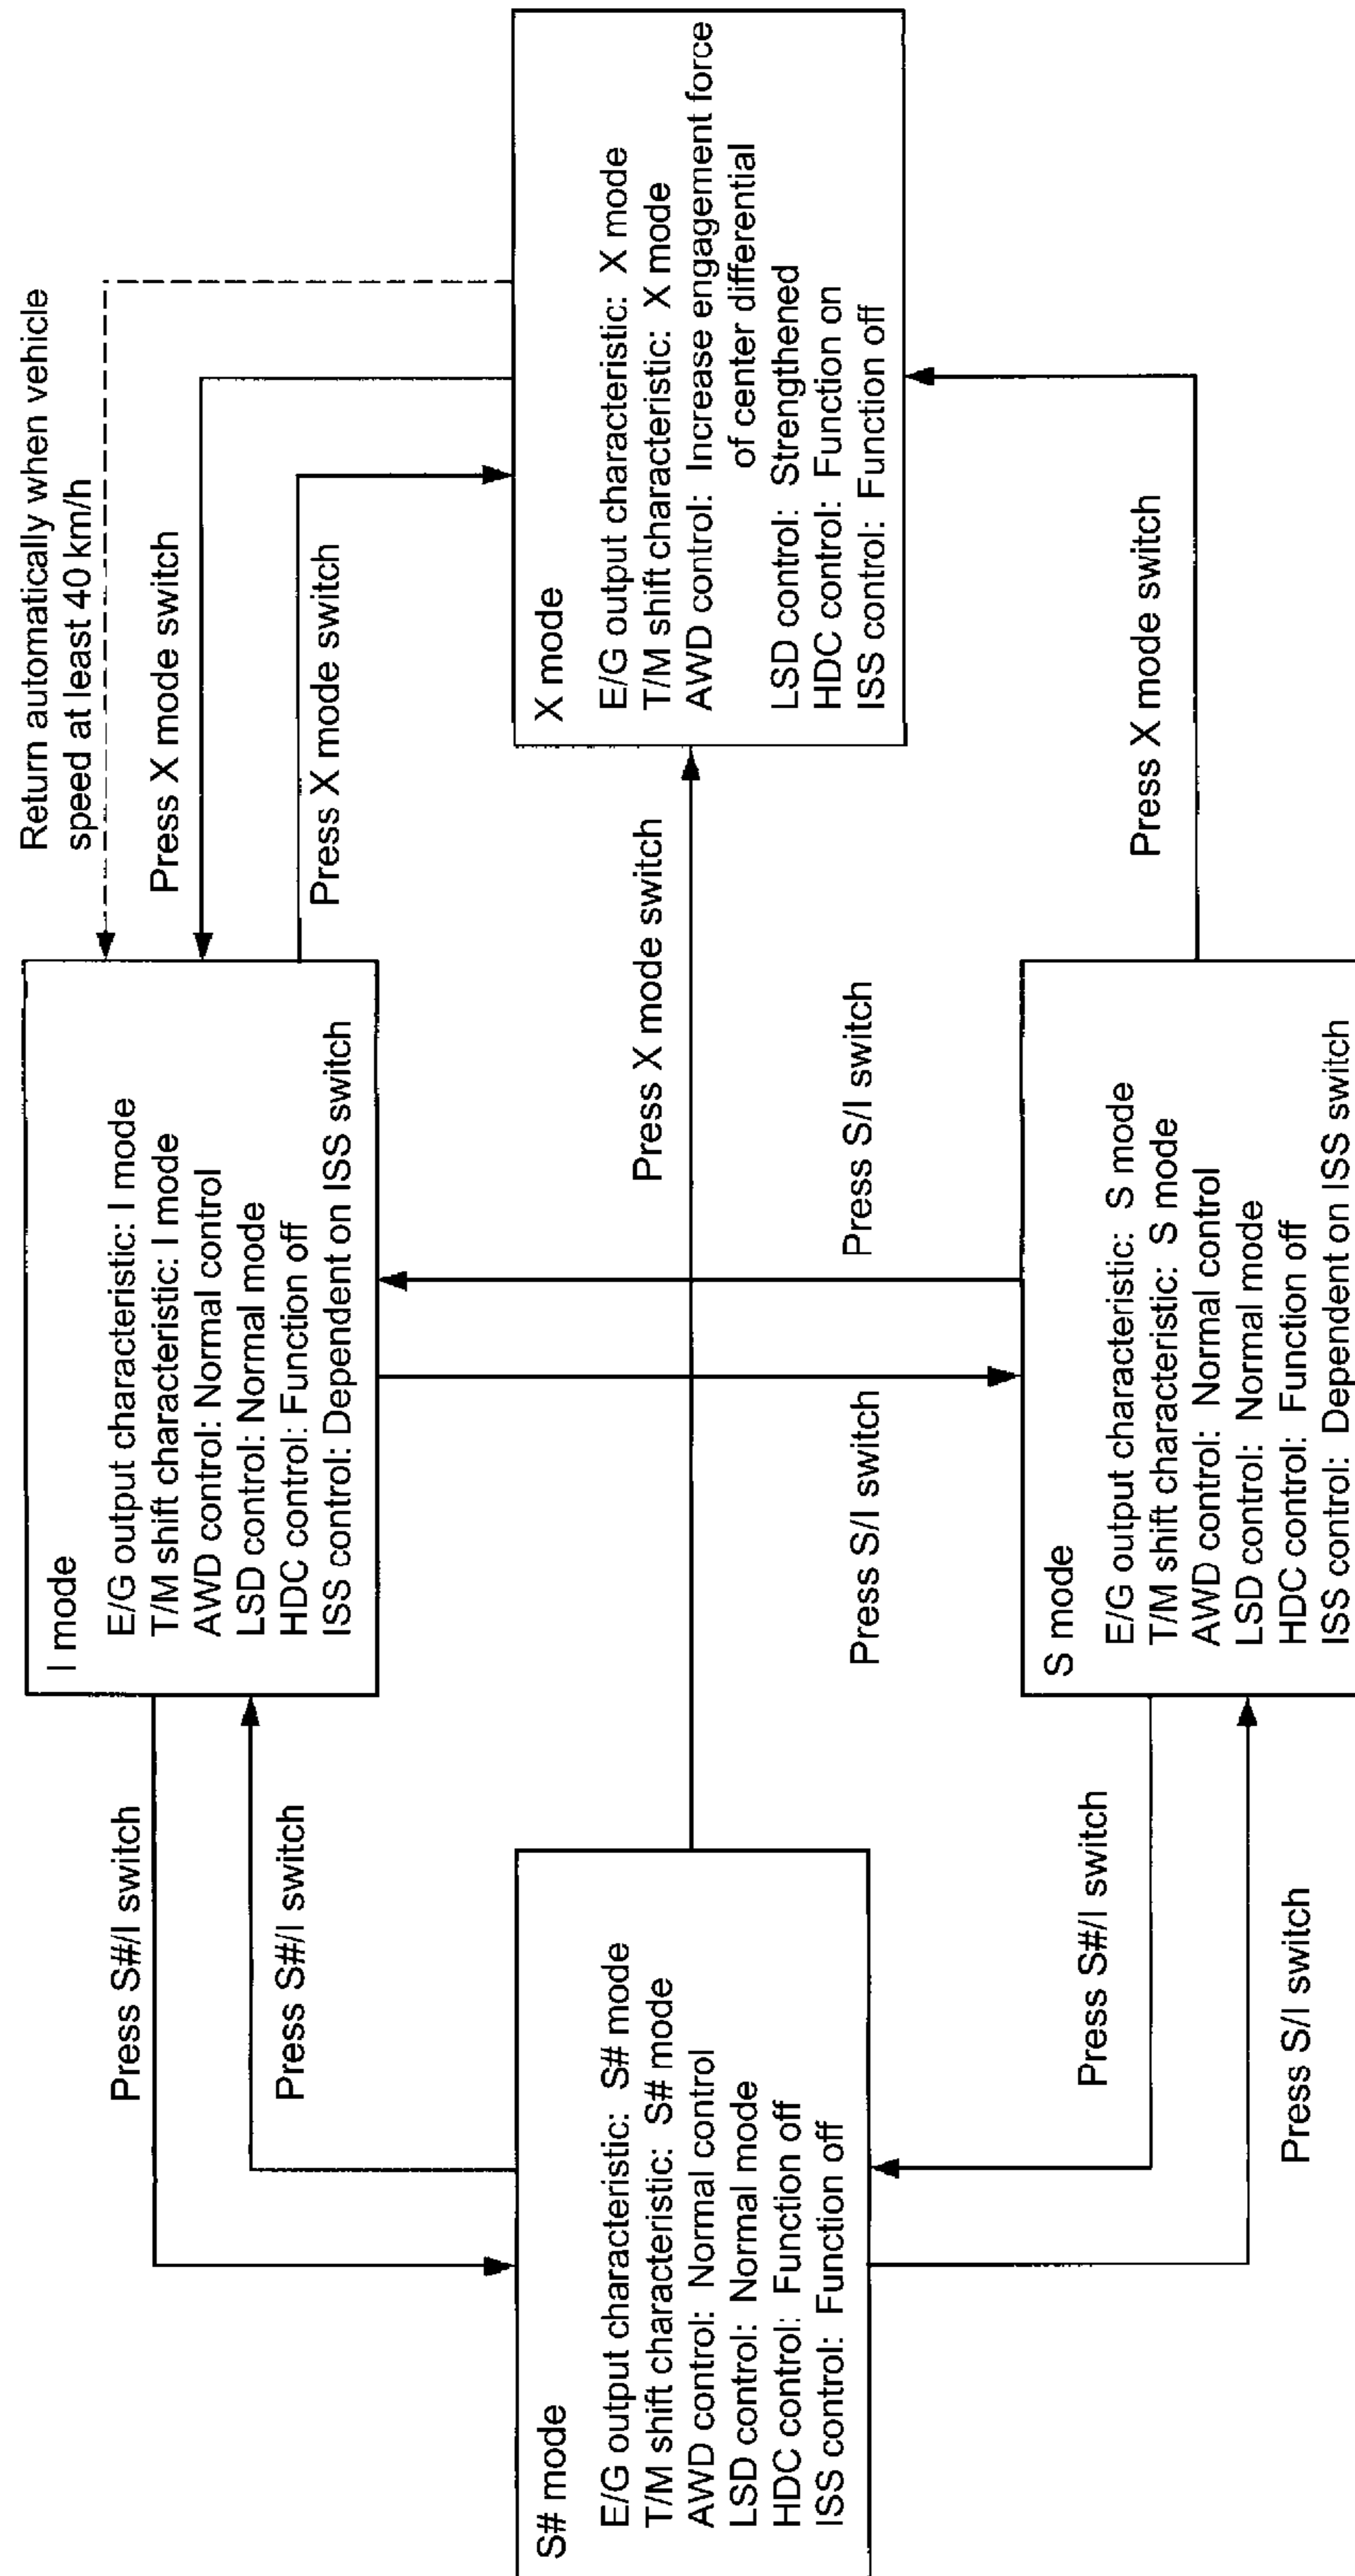 Return automatically when vehicle
speed at least 40 km/h
Press X mode switch
Press X mode switch
Press S#/I switch
Press S#/I switch
I mode
E/G output characteristic: I mode
T/M shift characteristic: I mode
AWD control: Normal control
LSD control: Normal mode
HDC control: Function off
ISS control: Dependent on ISS switch
S# mode
E/G output characteristic: S# mode
T/M shift characteristic: S# mode
AWD control: Normal control
LSD control: Normal mode
HDC control: Function off
ISS control: Function off
Press X mode switch
X mode
E/G output characteristic: X mode
T/M shift characteristic: X mode
AWD control: Increase engagement force
of center differential
LSD control: Strengthened
HDC control: Function on
ISS control: Function off
Press S/I switch
Press S/I switch
Press S#/I switch
Press S/I switch
S mode
E/G output characteristic: S mode
T/M shift characteristic: S mode
AWD control: Normal control
LSD control: Normal mode
HDC control: Function off
ISS control: Dependent on ISS switch
Press X mode switch